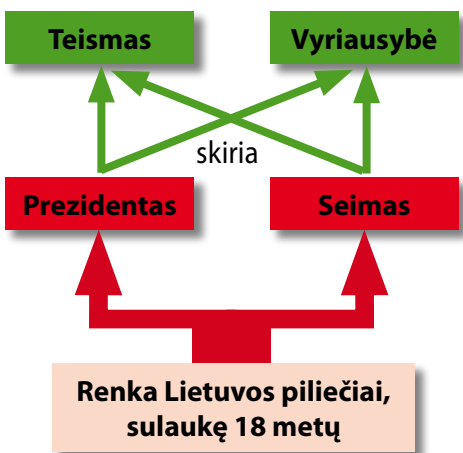 Teismas
Vyriausybė
skiria
Prezidentas
Seimas
Renka Lietuvos piliečiai,
sulaukę 18 metų